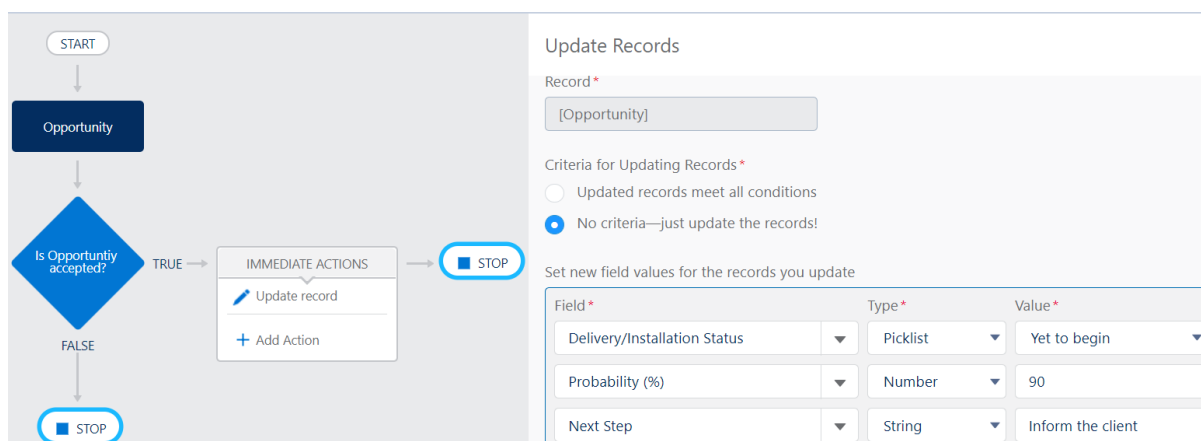 START
Opportunity
Is Opportuntiy
accepted?
TRUE
FALSE
IMMEDIATE ACTIONS
Update record
+ Add Action
STOP
STOP
Update Records
Record*
[Opportunity]
Criteria for Updating Records*
Updated records meet all conditions
No criteria—just update the records!
Set new field values for the records you update
Field* Type* Value*
Delivery/Installation Status Picklist Yet to begin
Probability (%) Number 90
Next Step String Inform the client